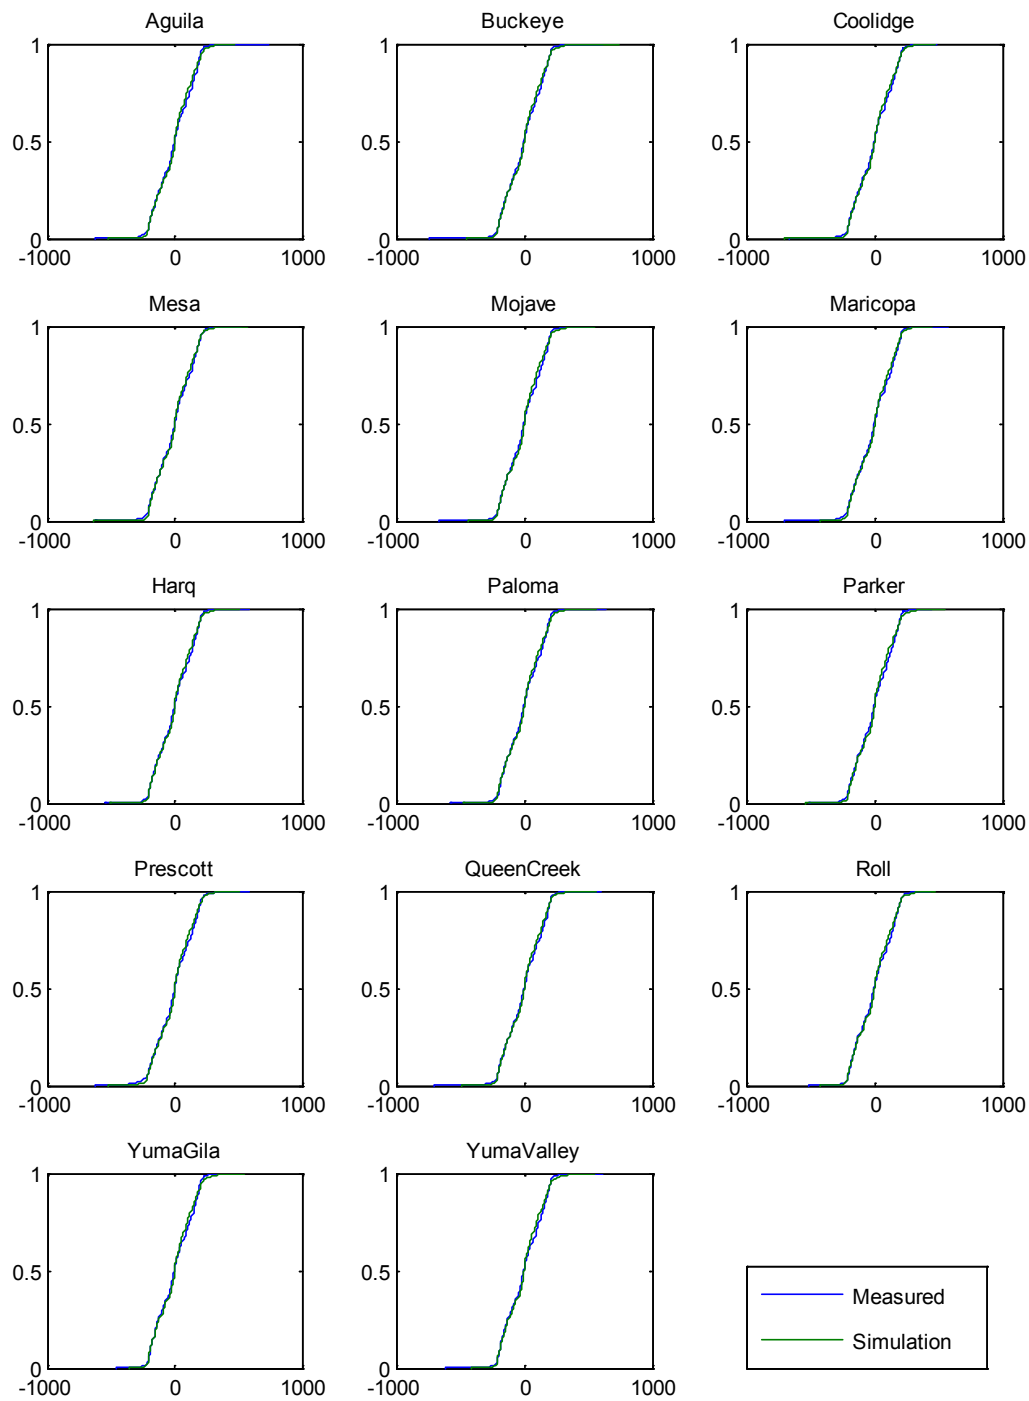 Aguila Buckeye Coolidge
1 1 1
0.5 0.5 0.5
0 0 0
-1000 0 1000 -1000 0 1000 -1000 0 1000
Mesa Mojave Maricopa
1 1 1
0.5 0.5 0.5
0 0 0
-1000 0 1000 -1000 0 1000 -1000 0 1000
Harq Paloma Parker
1 1 1
0.5 0.5 0.5
0 0 0
-1000 0 1000 -1000 0 1000 -1000 0 1000
Prescott QueenCreek Roll
1 1 1
0.5 0.5 0.5
0 0 0
-1000 0 1000 -1000 0 1000 -1000 0 1000
YumaGila YumaValley
1 1
0.5 0.5
0 0
-1000 0 1000 -1000 0 1000
Measured
Simulation